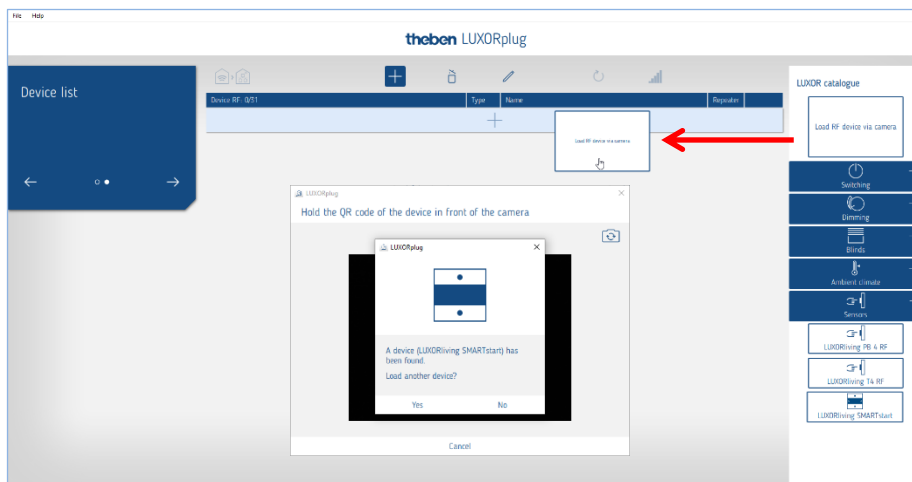 File Help
theben LUXORplug
Device list
Device RF: 0/31 Type Name Repeater
Load RF device via camera
LUXORplug
Hold the QR code of the device in front of the camera
LUXORplug
A device (LUXORliving SMARTstart) has
been found.
Load another device?
Yes No
Cancel
LUXOR catalogue
Load RF device via camera
Switching
Dimming
Blinds
Ambient climate
Sensors
LUXORliving PB 4 RF
LUXORliving T4 RF
LUXORliving SMARTstart